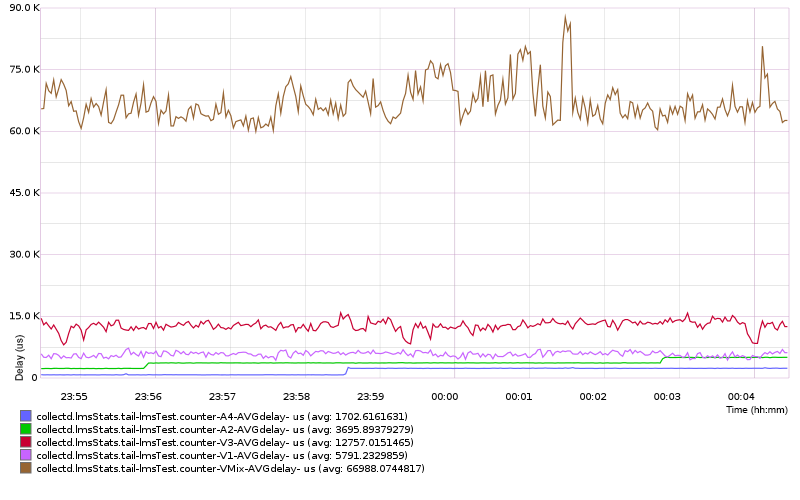 90.0 K
75.0 K
60.0 K
45.0 K
30.0 K
15.0 K
0
Delay (us)
23:55 23:56 23:57 23:58 23:59 00:00 00:01 00:02 00:03 00:04
Time (hh:mm)
collectd.lmsStats.tail-lmsTest.counter-A4-AVGdelay- us (avg: 1702.6161631)
collectd.lmsStats.tail-lmsTest.counter-A2-AVGdelay- us (avg: 3695.89379279)
collectd.lmsStats.tail-lmsTest.counter-V3-AVGdelay- us (avg: 12757.0151465)
collectd.lmsStats.tail-lmsTest.counter-V1-AVGdelay- us (avg: 5791.2329859)
collectd.lmsStats.tail-lmsTest.counter-VMix-AVGdelay- us (avg: 66988.0744817)